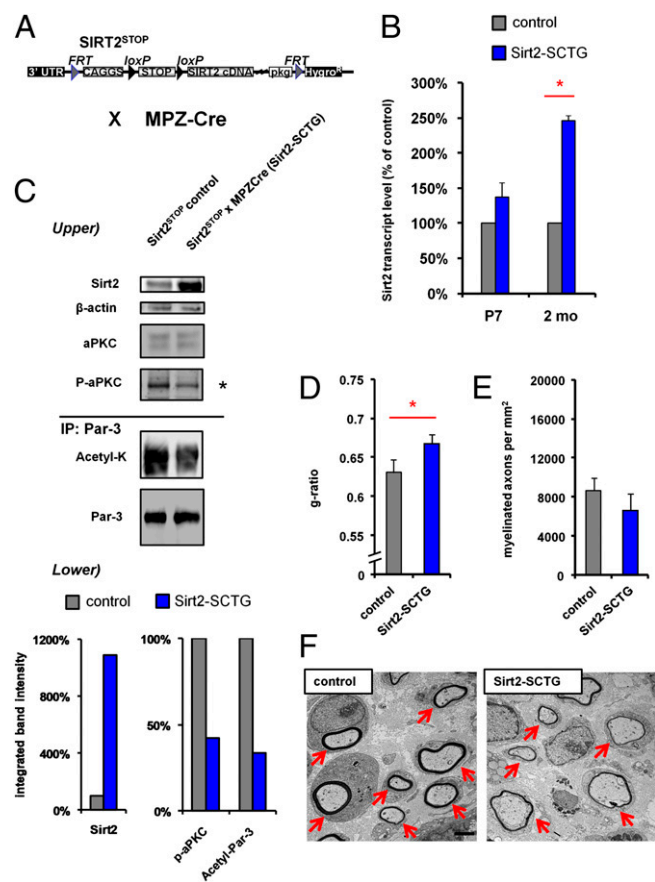 A
SIRT2STOP
FRT loxP loxP FRT
3' UTR CAGGS STOP SIRT2 cDNA pkg HygroR
X MPZ-Cre
B
control
Sirt2-SCTG
Sirt2 transcript level (% of control)
300%
250%
200%
150%
100%
50%
0%
*
P7 2 mo
C
Upper)
Sirt2STOP control
Sirt2STOP x MPZCre (Sirt2-SCTG)
Sirt2
β-actin
aPKC
P-aPKC *
IP: Par-3
Acetyl-K
Par-3
Lower)
control Sirt2-SCTG
Integrated band intensity
1200%
800%
400%
0%
Sirt2
100%
50%
0%
p-aPKC
Acetyl-Par-3
D
g-ratio
0.75
0.7
0.65
0.6
0.55
0
*
control
Sirt2-SCTG
E
myelinated axons per mm2
20000
16000
12000
8000
4000
0
control
Sirt2-SCTG
F
control
Sirt2-SCTG